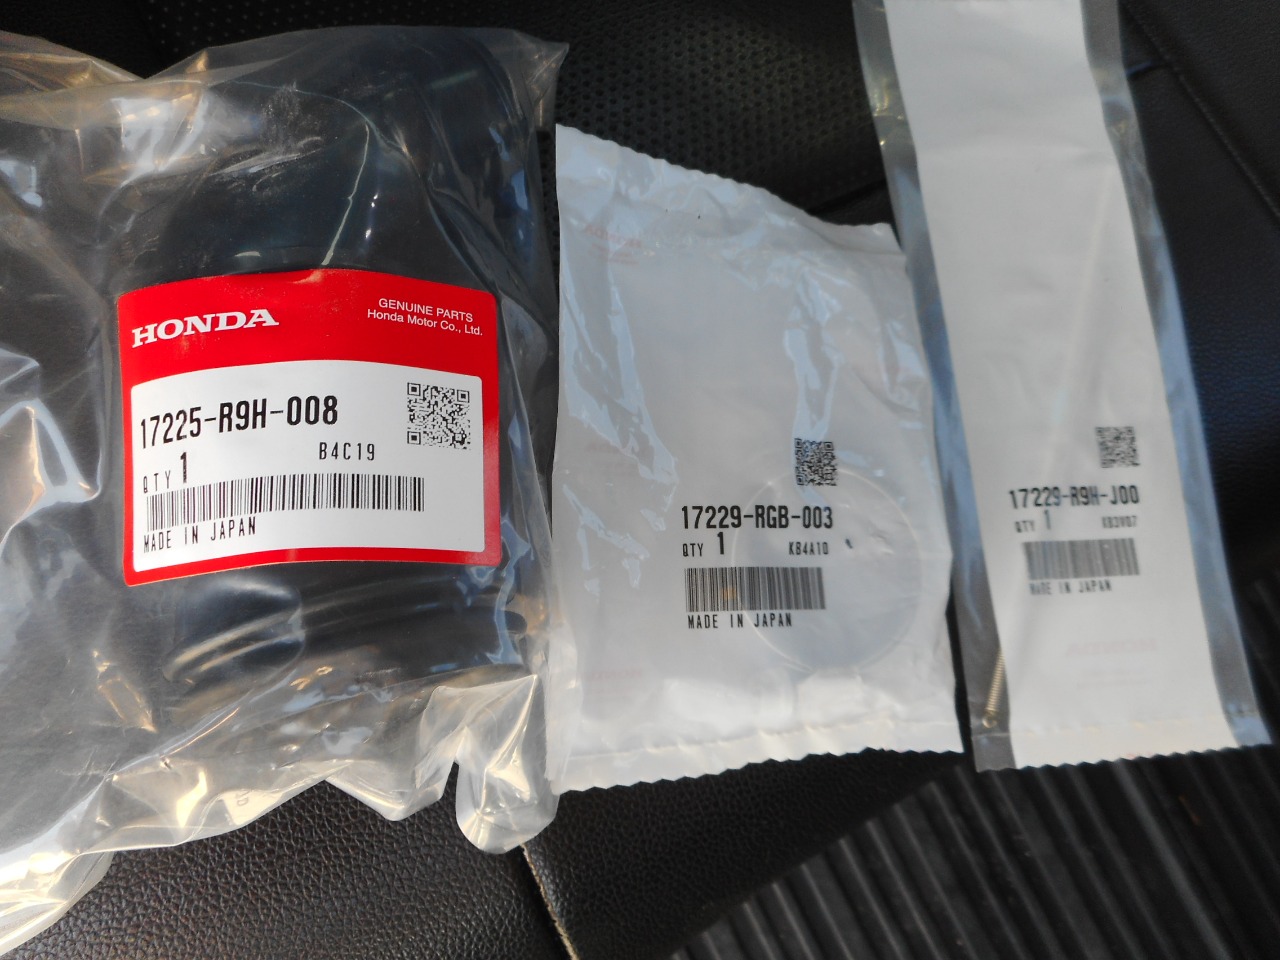 HONDA
GENUINE PARTS
Honda Motor Co., Ltd.
17225-R9H-008
B4C19
QTY 1
MADE IN JAPAN
17229-RGB-003
QTY 1
KB4A10
MADE IN JAPAN
17229-R9H-J00
QTY 1
MADE IN JAPAN